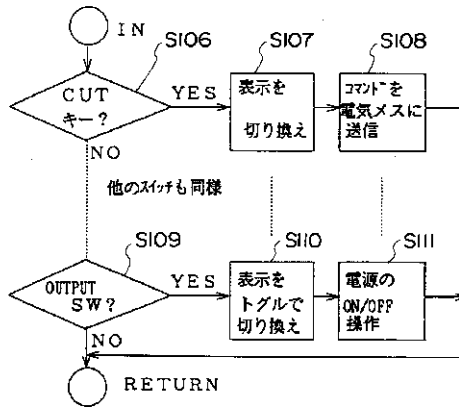 IN
S106
S107
S108
CUT
キー?
YES
表示を
切り換え
コマンドを
電気メスに
送信
NO
他のスイッチも同様
S109
S110
S111
OUTPUT
SW?
YES
表示を
トグルで
切り換え
電源の
ON/OFF
操作
NO
RETURN